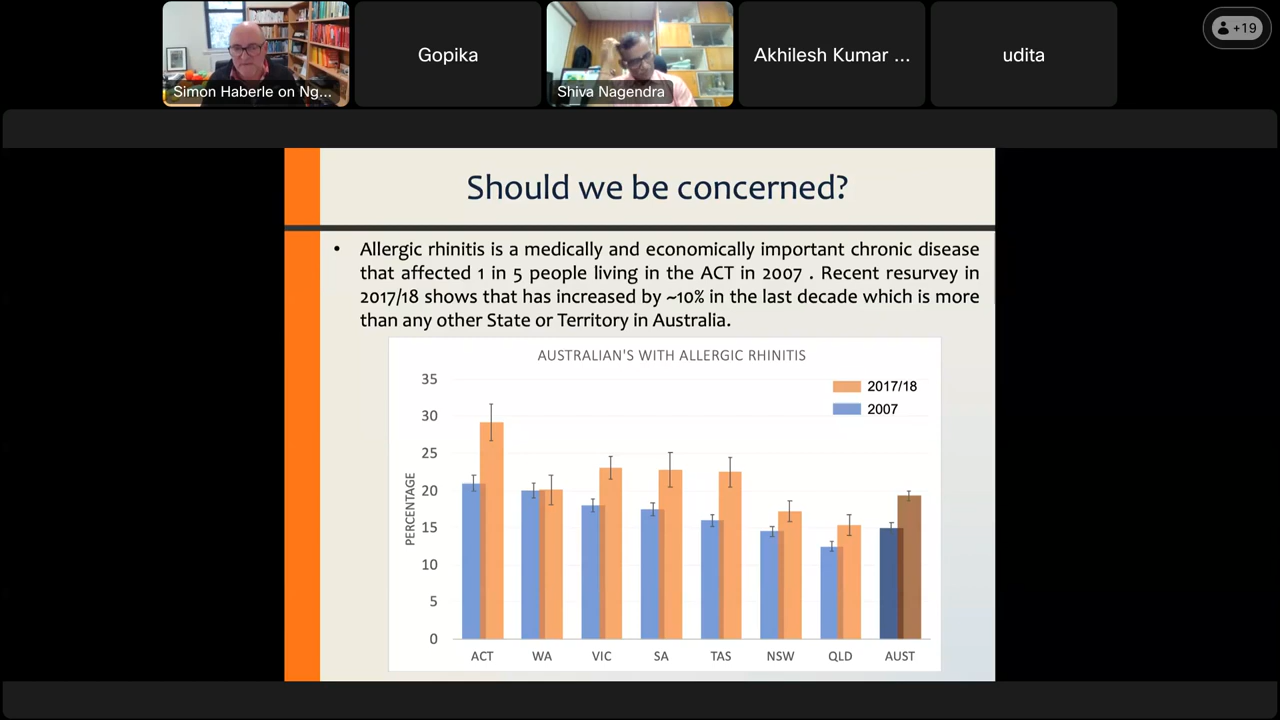 Simon Haberle on Ng...
Gopika
Shiva Nagendra
Akhilesh Kumar ...
udita
+19
Should we be concerned?
• Allergic rhinitis is a medically and economically important chronic disease
that affected 1 in 5 people living in the ACT in 2007 . Recent resurvey in
2017/18 shows that has increased by ~10% in the last decade which is more
than any other State or Territory in Australia.
AUSTRALIAN'S WITH ALLERGIC RHINITIS
2017/18
2007
PERCENTAGE
35
30
25
20
15
10
5
0
ACT WA VIC SA TAS NSW QLD AUST